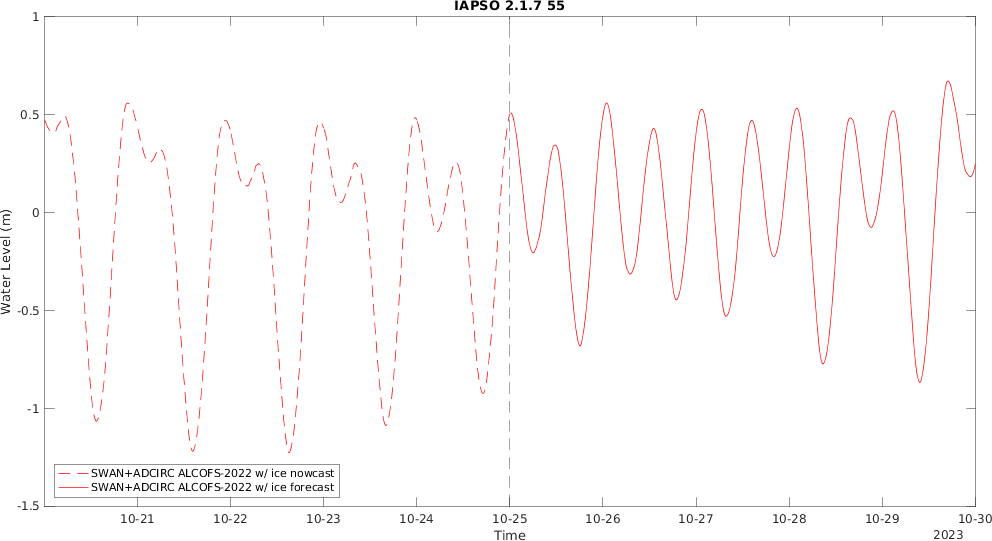 IAPSO 2.1.7 55
1
0.5
0
-0.5
-1
-1.5
Water Level (m)
SWAN+ADCIRC ALCOFS-2022 w/ ice nowcast
SWAN+ADCIRC ALCOFS-2022 w/ ice forecast
10-21 10-22 10-23 10-24 10-25 10-26 10-27 10-28 10-29 10-30
Time
2023